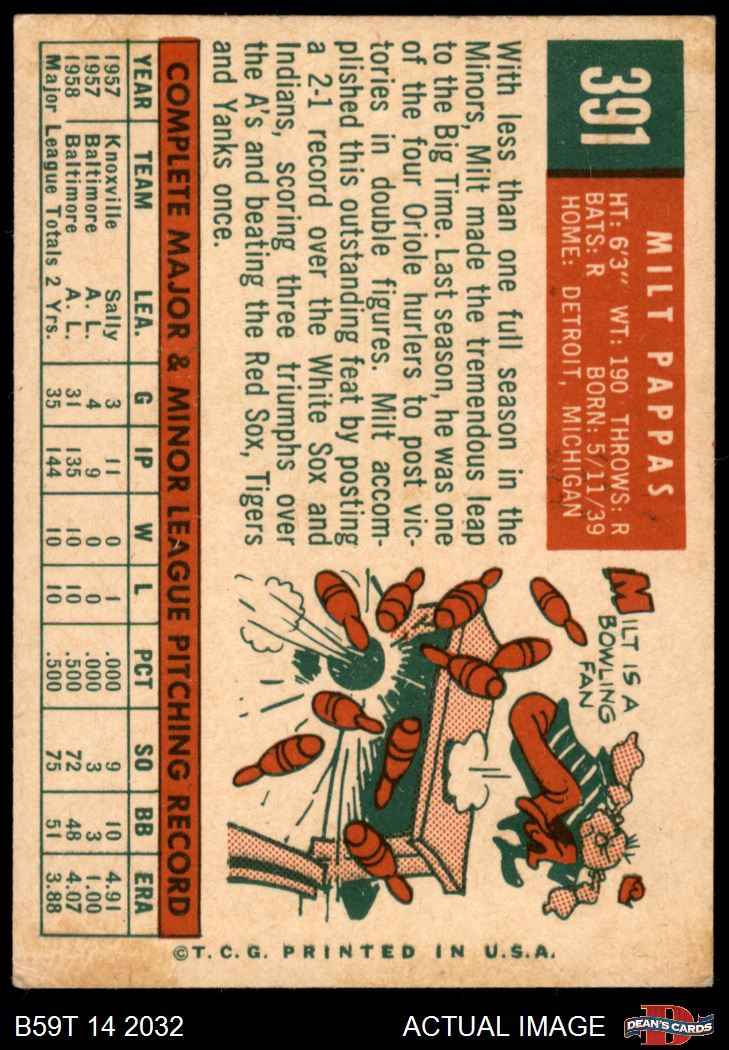 391
MILT PAPPAS
HT: 6'3" WT: 190 THROWS: R
BATS: R BORN: 5/11/39
HOME: DETROIT, MICHIGAN
With less than one full season in the
Minors, Milt made the tremendous leap
to the Big Time. Last season, he was one
of the four Oriole hurlers to post vic-
tories in double figures. Milt accom-
plished this outstanding feat by posting
a 2-1 record over the White Sox and
Indians, scoring three triumphs over
the A's and beating the Red Sox, Tigers
and Yanks once.
MILT IS A
BOWLING
FAN
COMPLETE MAJOR & MINOR LEAGUE PITCHING RECORD
YEAR TEAM LEA. G IP W L PCT SO BB ERA
1957 Knoxville Sally 3 11 0 1 .000 9 10 4.91
1957 Baltimore A. L. 4 9 0 0 .000 3 3 1.00
1958 Baltimore A. L. 31 135 10 10 .500 72 48 4.07
Major League Totals 2 Yrs. 35 144 10 10 .500 75 51 3.88
©T.C.G. PRINTED IN U.S.A.
B59T 14 2032 ACTUAL IMAGE
D
DEAN'S CARDS